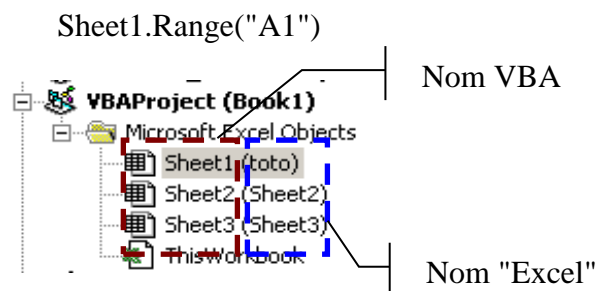 Sheet1.Range("A1")
Nom VBA
VBAProject (Book1)
Microsoft Excel Objects
Sheet1 (toto)
Sheet2 (Sheet2)
Sheet3 (Sheet3)
ThisWorkbook
Nom "Excel"